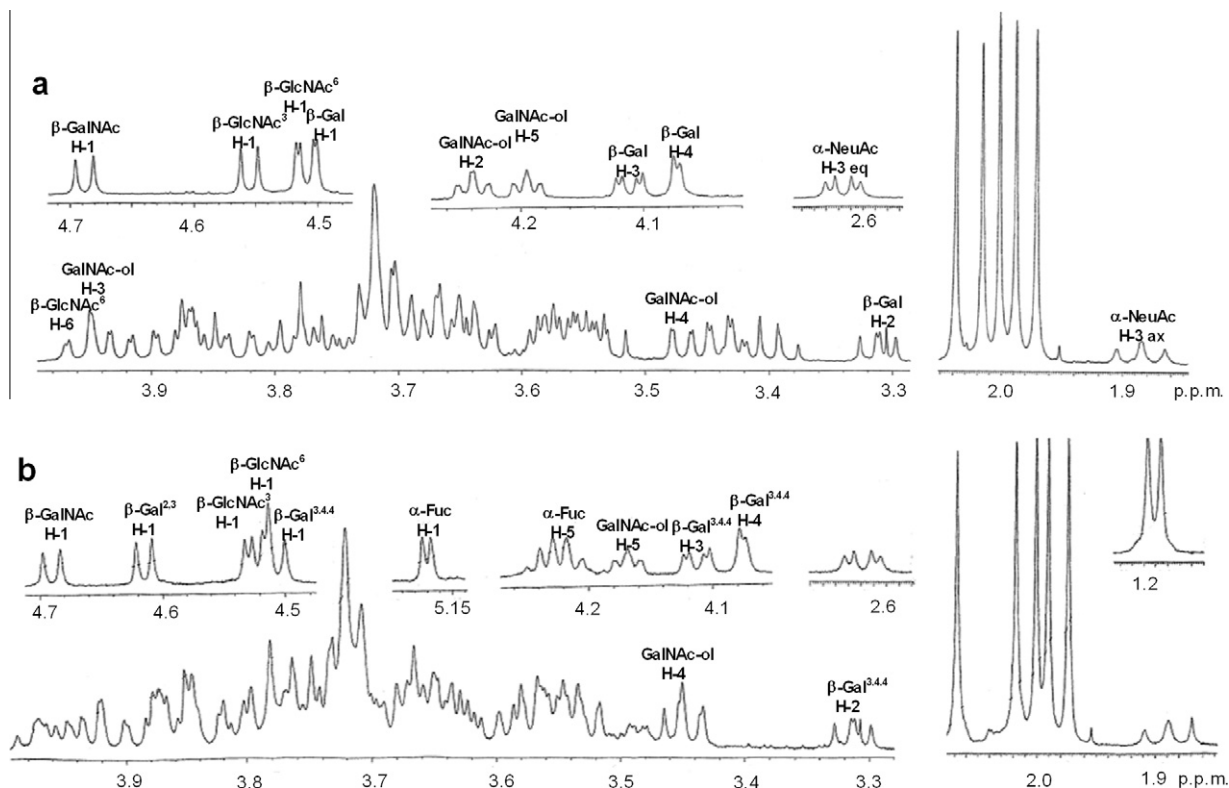 a
β-GalNAc
H-1
β-GlcNAc³
H-1
β-GlcNAc⁶
H-1
β-Gal
H-1
GalNAc-ol
H-2
GalNAc-ol
H-5
β-Gal
H-3
β-Gal
H-4
α-NeuAc
H-3 eq
4.7 4.6 4.5
4.2 4.1
2.6
β-GlcNAc⁶
H-6
GalNAc-ol
H-3
GalNAc-ol
H-4
β-Gal
H-2
α-NeuAc
H-3 ax
3.9 3.8 3.7 3.6 3.5 3.4 3.3 2.0 1.9 p.p.m.
b
β-GalNAc
H-1
β-Gal²·³
H-1
β-GlcNAc³
H-1
β-GlcNAc⁶
H-1
β-Gal³·⁴·⁴
H-1
α-Fuc
H-1
α-Fuc
H-5
GalNAc-ol
H-5
β-Gal³·⁴·⁴
H-3
β-Gal³·⁴·⁴
H-4
4.7 4.6 4.5
5.15
4.2 4.1
2.6
1.2
GalNAc-ol
H-4
β-Gal³·⁴·⁴
H-2
3.9 3.8 3.7 3.6 3.5 3.4 3.3 2.0 1.9 p.p.m.